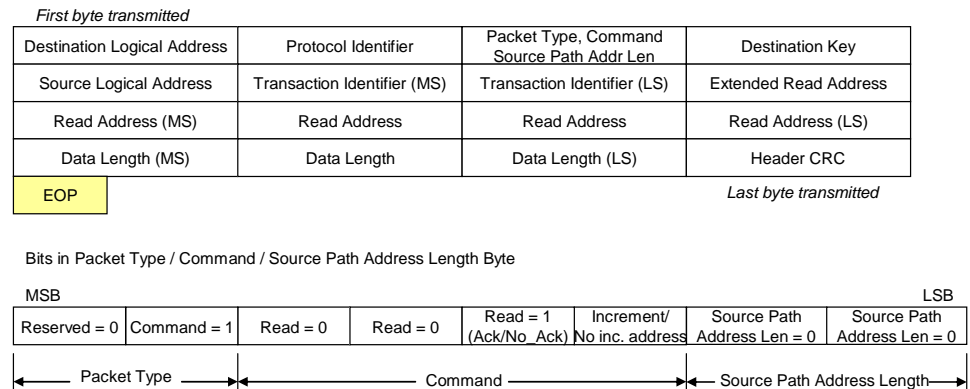 First byte transmitted
Destination Logical Address Protocol Identifier Packet Type, Command Source Path Addr Len Destination Key
Source Logical Address Transaction Identifier (MS) Transaction Identifier (LS) Extended Read Address
Read Address (MS) Read Address Read Address Read Address (LS)
Data Length (MS) Data Length Data Length (LS) Header CRC
EOP Last byte transmitted
Bits in Packet Type / Command / Source Path Address Length Byte
MSB LSB
Reserved = 0 Command = 1 Read = 0 Read = 0 Read = 1 (Ack/No_Ack) Increment/ No inc. address Source Path Address Len = 0 Source Path Address Len = 0
Packet Type Command Source Path Address Length